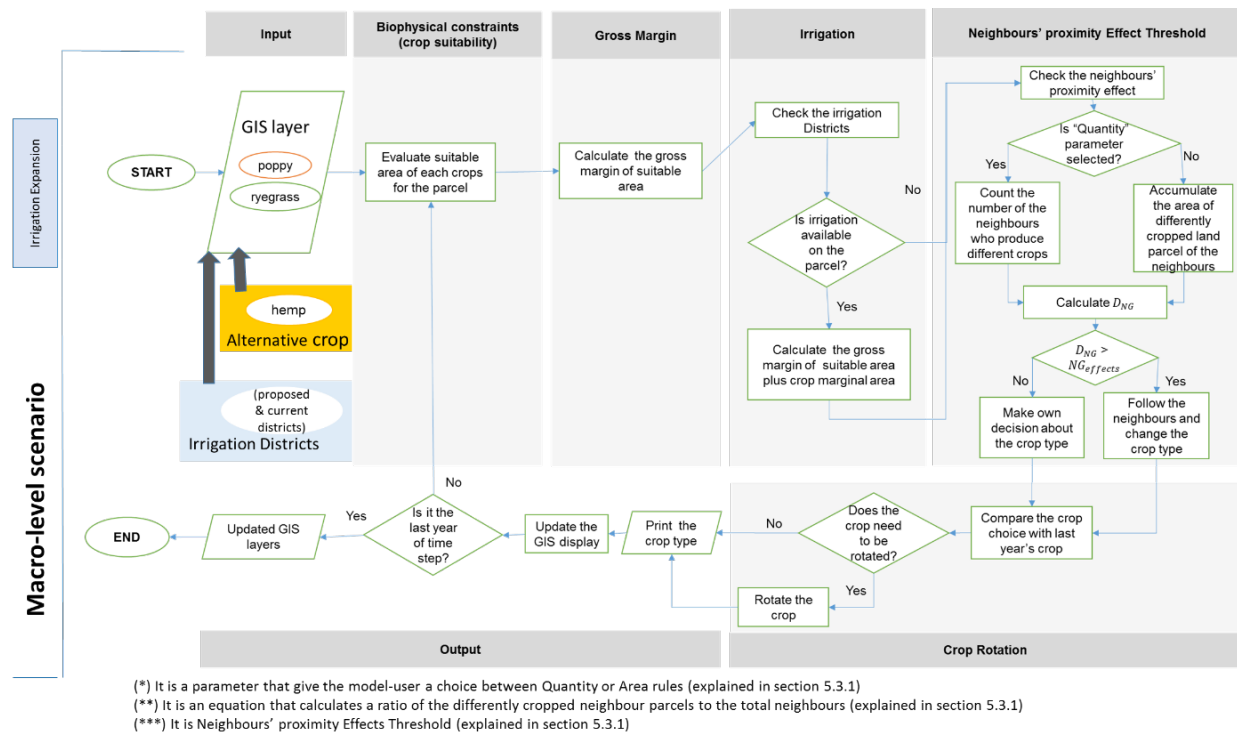 Input
Biophysical constraints
(crop suitability)
Gross Margin
Irrigation
Neighbours' proximity Effect Threshold
Irrigation Expansion
Macro-level scenario
START
GIS layer
poppy
ryegrass
hemp
Alternative crop
(proposed
& current
districts)
Irrigation Districts
Evaluate suitable
area of each crops
for the parcel
Calculate the gross
margin of suitable
area
Check the irrigation
Districts
Is irrigation
available
on the
parcel?
No
Yes
Calculate the gross
margin of suitable area
plus crop marginal area
Check the neighbours'
proximity effect
Is "Quantity"
parameter
selected?
Yes
No
Count the
number of the
neighbours
who produce
different crops
Accumulate
the area of
differently
cropped land
parcel of the
neighbours
Calculate D_NG
D_NG >
NG_effects
No
Yes
Make own
decision about
the crop type
Follow the
neighbours and
change the
crop type
Compare the crop
choice with last
year's crop
Does the
crop need
to be
rotated?
No
Yes
Rotate the
crop
Print the
crop type
Update the
GIS display
Is it the
last year
of time
step?
No
Yes
Updated GIS
layers
END
Output
Crop Rotation
(*) It is a parameter that give the model-user a choice between Quantity or Area rules (explained in section 5.3.1)
(**) It is an equation that calculates a ratio of the differently cropped neighbour parcels to the total neighbours (explained in section 5.3.1)
(***) It is Neighbours' proximity Effects Threshold (explained in section 5.3.1)